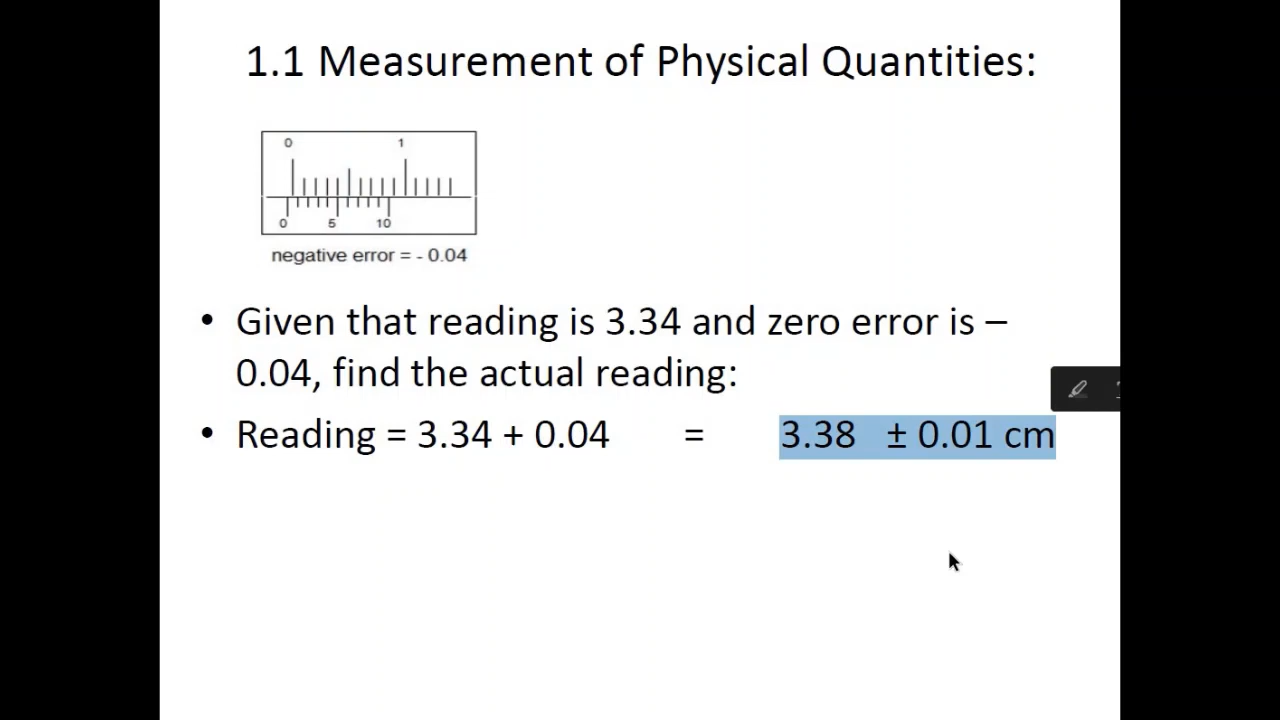 1.1 Measurement of Physical Quantities:
0 1
0 5 10
negative error = - 0.04
• Given that reading is 3.34 and zero error is –
0.04, find the actual reading:
• Reading = 3.34 + 0.04 = 3.38 ± 0.01 cm